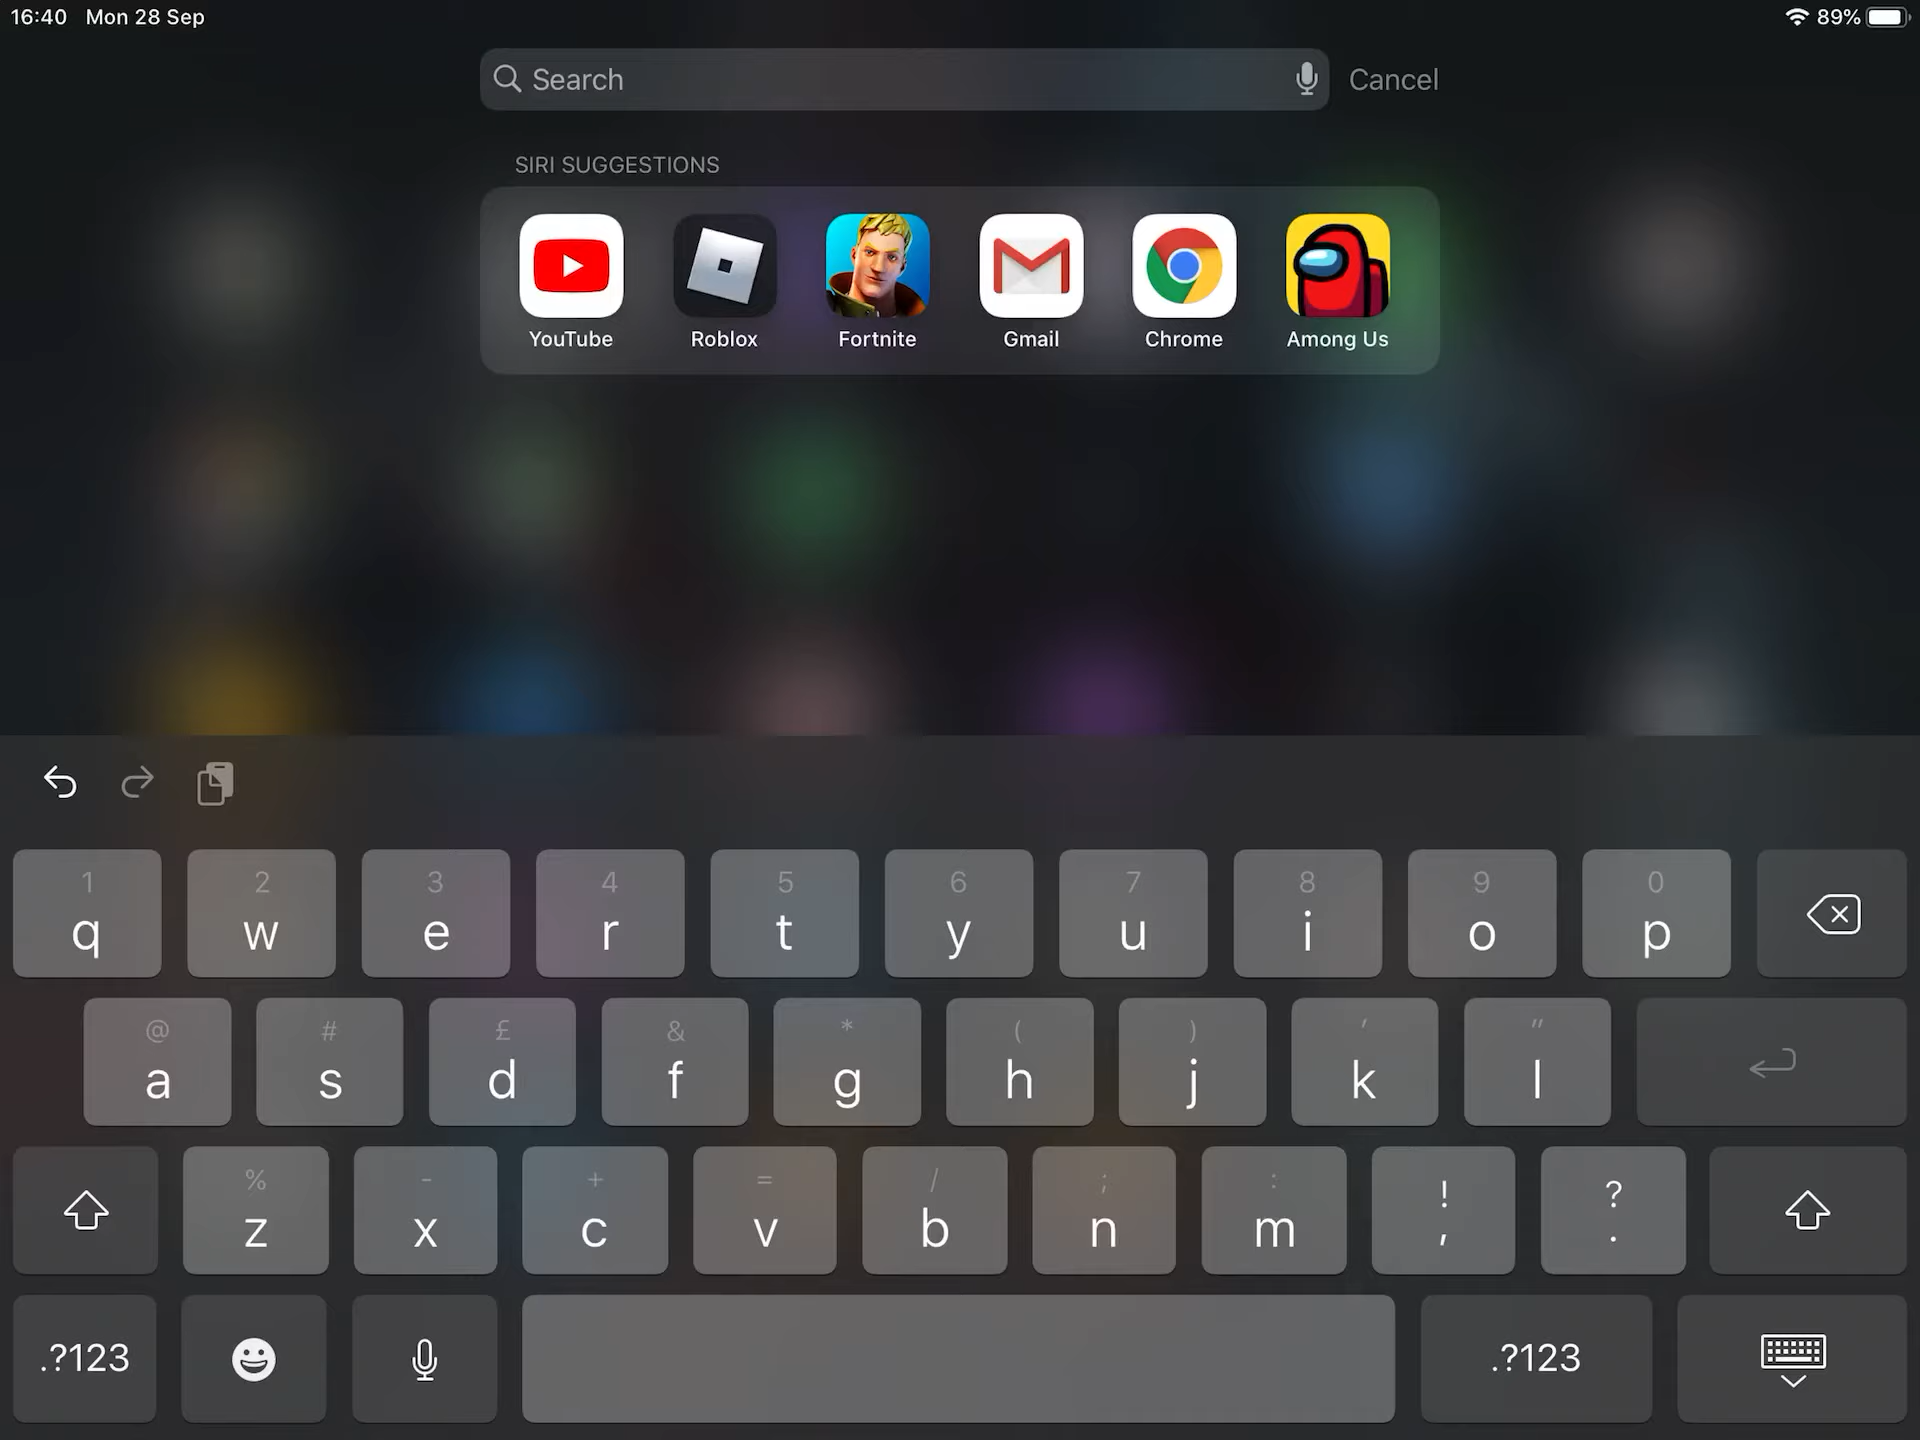 16:40 Mon 28 Sep 89%
Search Cancel
SIRI SUGGESTIONS
YouTube Roblox Fortnite Gmail Chrome Among Us
1 2 3 4 5 6 7 8 9 0
q w e r t y u i o p
@ # £ & * ( ) ' "
a s d f g h j k l
% - + = / ; : ! ?
z x c v b n m , .
.?123 .?123